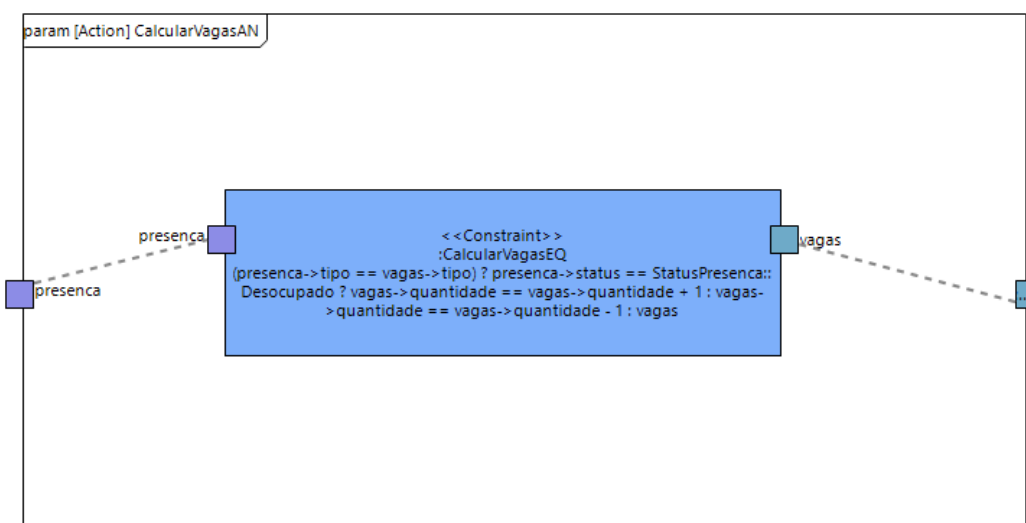 param [Action] CalcularVagasAN
presença
<<Constraint>>
:CalcularVagasEQ
(presenca->tipo == vagas->tipo) ? presenca->status == StatusPresenca::
Desocupado ? vagas->quantidade == vagas->quantidade + 1 : vagas-
>quantidade == vagas->quantidade - 1 : vagas
vagas
presenca
...